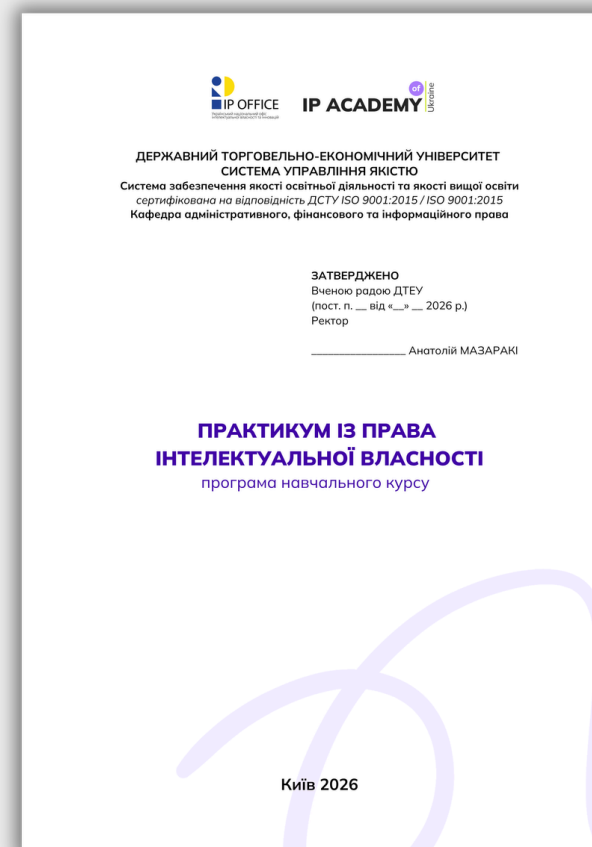 IP OFFICE
IP ACADEMY of Ukraine
ДЕРЖАВНИЙ ТОРГОВЕЛЬНО-ЕКОНОМІЧНИЙ УНІВЕРСИТЕТ
СИСТЕМА УПРАВЛІННЯ ЯКІСТЮ
Система забезпечення якості освітньої діяльності та якості вищої освіти
сертифікована на відповідність ДСТУ ISO 9001:2015 / ISO 9001:2015
Кафедра адміністративного, фінансового та інформаційного права
ЗАТВЕРДЖЕНО
Вченою радою ДТЕУ
(пост. п. __ від «__» __ 2026 р.)
Ректор
_________________ Анатолій МАЗАРАКІ
ПРАКТИКУМ ІЗ ПРАВА
ІНТЕЛЕКТУАЛЬНОЇ ВЛАСНОСТІ
програма навчального курсу
Київ 2026